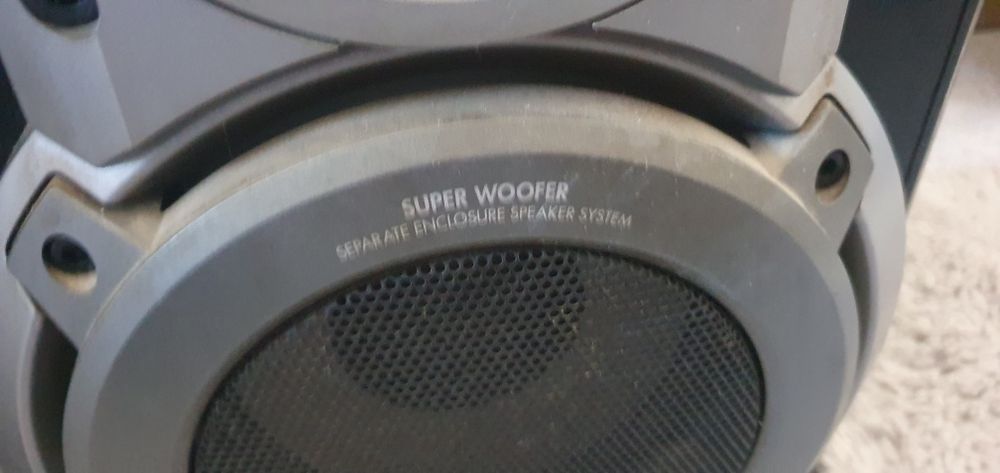 SUPER WOOFER
SEPARATE ENCLOSURE SPEAKER SYSTEM